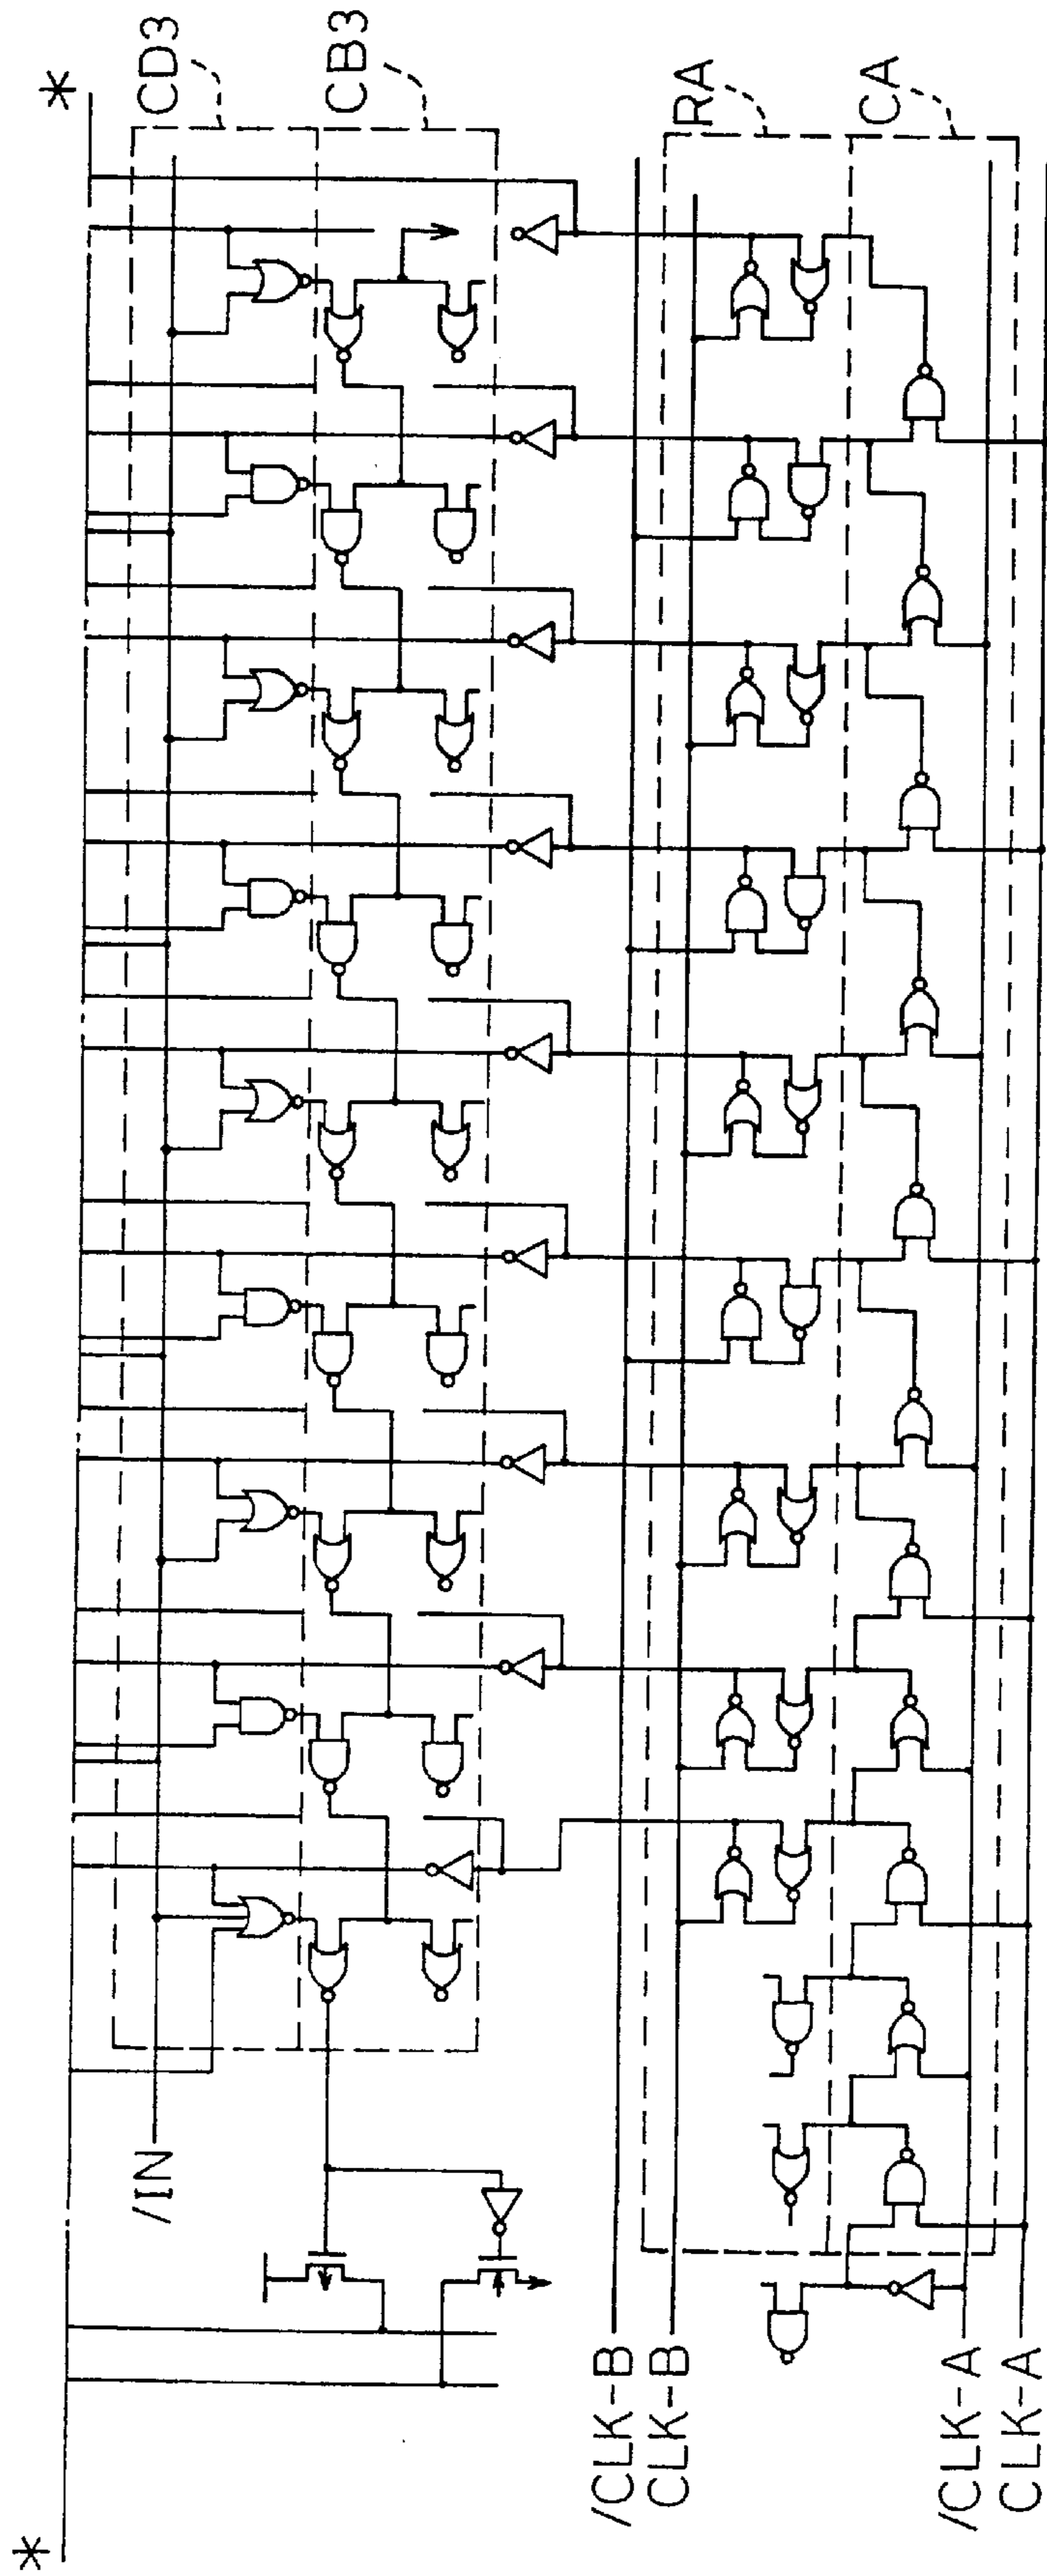 *
CD3
CB3
RA
CA
/IN
/CLK-B
CLK-B
/CLK-A
CLK-A
*